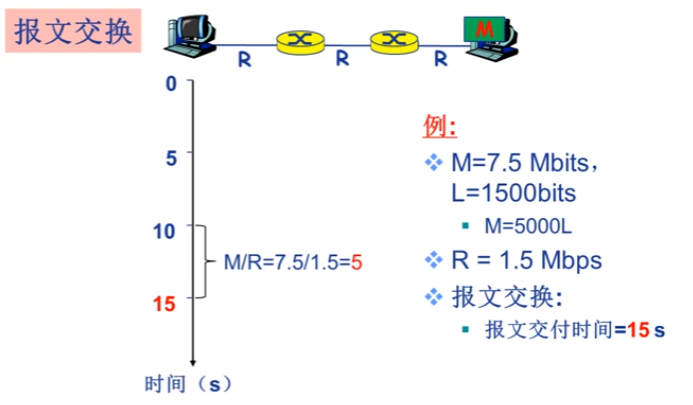 报文交换
M
R
R
R
0
5
10
15
时间（s）
M/R=7.5/1.5=5
例:
❖ M=7.5 Mbits，
L=1500bits
▪ M=5000L
❖ R = 1.5 Mbps
❖ 报文交换:
▪ 报文交付时间=15 s